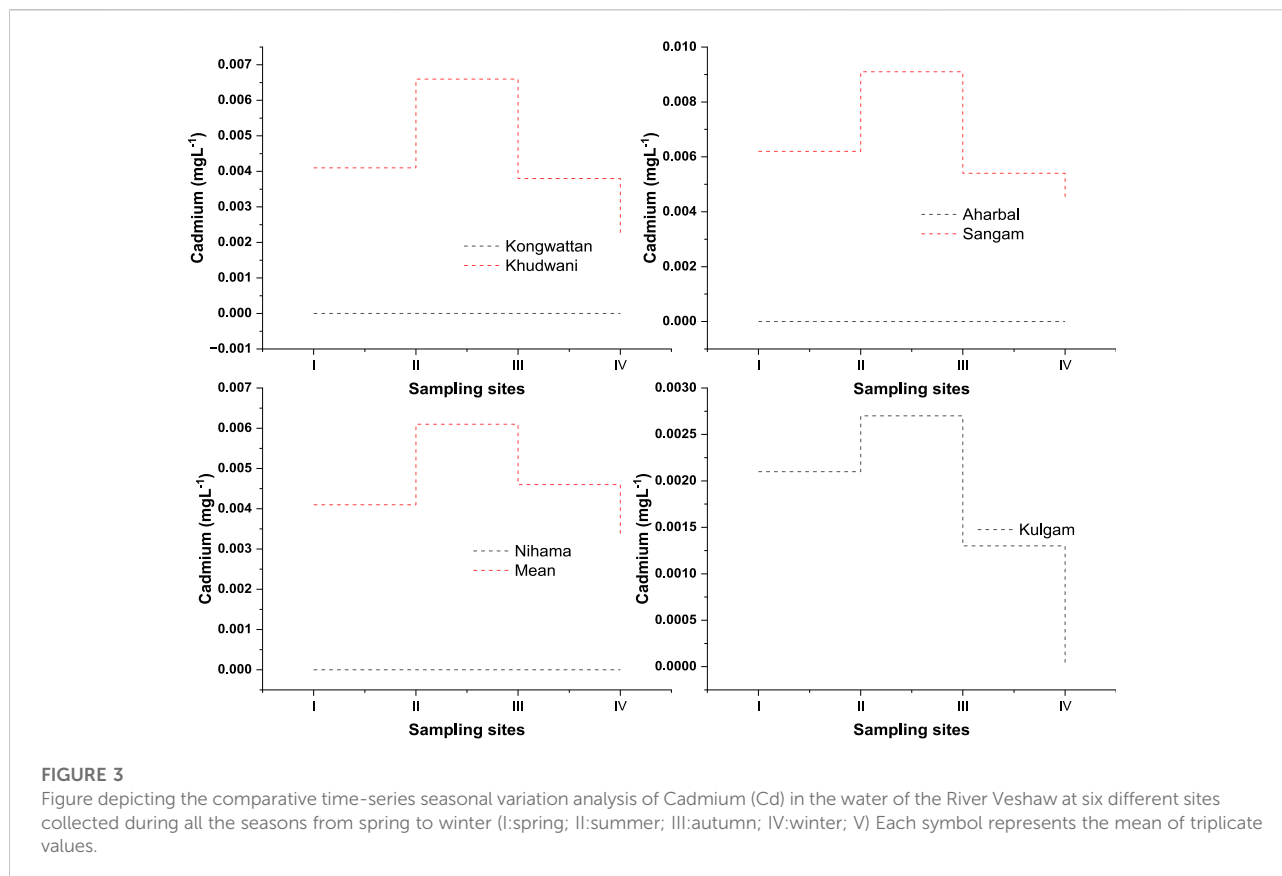 0.007
0.006
0.005
0.004
0.003
0.002
0.001
0.000
−0.001
Cadmium (mgL-1)
Kongwattan
Khudwani
I II III IV
Sampling sites
0.010
0.008
0.006
0.004
0.002
0.000
Cadmium (mgL-1)
Aharbal
Sangam
I II III IV
Sampling sites
0.007
0.006
0.005
0.004
0.003
0.002
0.001
0.000
Cadmium (mgL-1)
Nihama
Mean
I II III IV
Sampling sites
0.0030
0.0025
0.0020
0.0015
0.0010
0.0005
0.0000
Cadmium (mgL-1)
Kulgam
I II III IV
Sampling sites
FIGURE 3
Figure depicting the comparative time-series seasonal variation analysis of Cadmium (Cd) in the water of the River Veshaw at six different sites
collected during all the seasons from spring to winter (I:spring; II:summer; III:autumn; IV:winter; V) Each symbol represents the mean of triplicate
values.